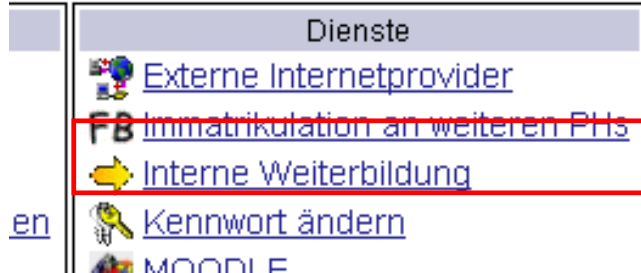 Dienste
Externe Internetprovider
FB Immatrikulation an weiteren PHs
Interne Weiterbildung
en Kennwort ändern
MOODLE